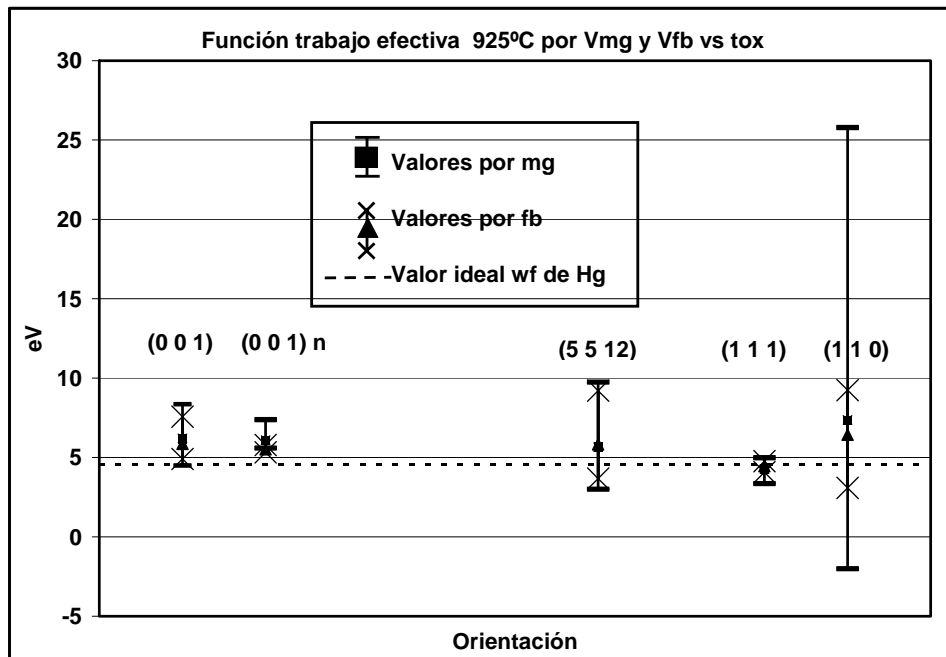 Función trabajo efectiva 925ºC por Vmg y Vfb vs tox
30
25
20
15
10
5
0
-5
eV
Valores por mg
Valores por fb
Valor ideal wf de Hg
(0 0 1)
(0 0 1) n
(5 5 12)
(1 1 1)
(1 1 0)
Orientación